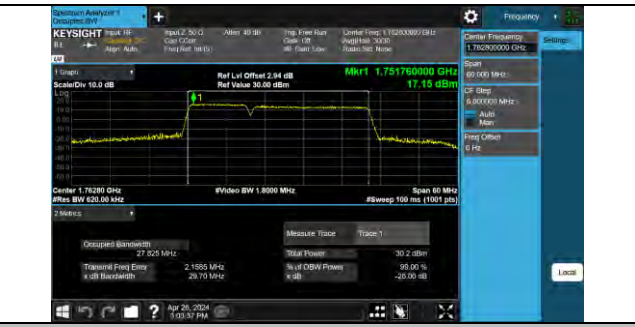 Spectrum Analyzer 1
Occupied BW
+
Frequency
KEYSIGHT Input: RF
Input Z: 50 Ω
Atten: 40 dB
Trig: Free Run
Center Freq: 1.762800000 GHz
RL
Align: Auto
Gate: Off
Avg|Hold: 30/30
Radio Std: None
Center Frequency
1.762800000 GHz
Settings
Span
60.000 MHz
CF Step
6.000000 MHz
Auto
Man
Freq Offset
0 Hz
1 Graph
Scale/Div 10.0 dB
Ref Lvl Offset 2.94 dB
Ref Value 30.00 dBm
Mkr1 1.751760000 GHz
17.15 dBm
Log
1
Center 1.76280 GHz
#Res BW 620.00 kHz
#Video BW 1.8000 MHz
Span 60 MHz
#Sweep 100 ms (1001 pts)
2 Metrics
Measure Trace
Trace 1
Occupied Bandwidth
27.825 MHz
Total Power
30.2 dBm
Transmit Freq Error
2.1565 MHz
% of OBW Power
99.00 %
x dB Bandwidth
29.70 MHz
x dB
-26.00 dB
Local
?
Apr 26, 2024
3:03:37 PM